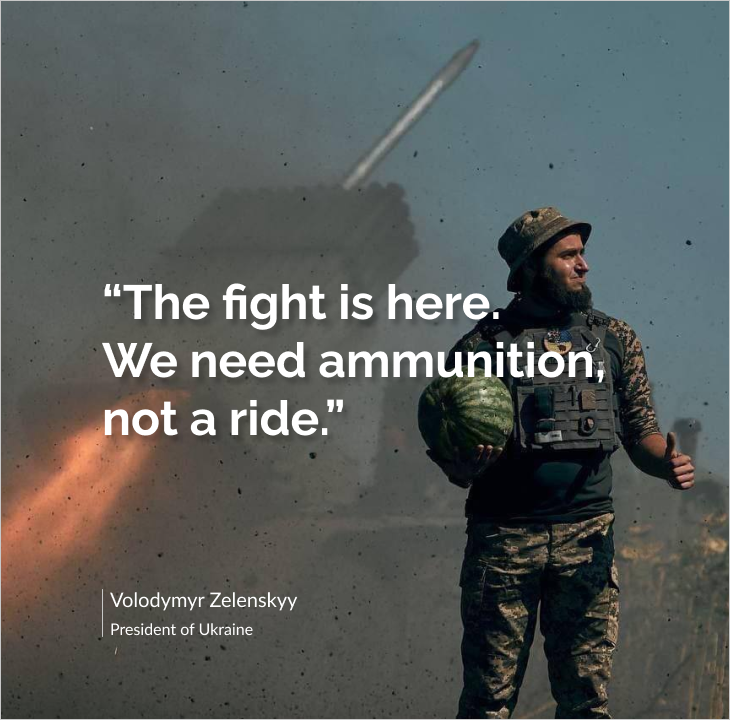 “The fight is here.
We need ammunition,
not a ride.”
Volodymyr Zelenskyy
President of Ukraine
/